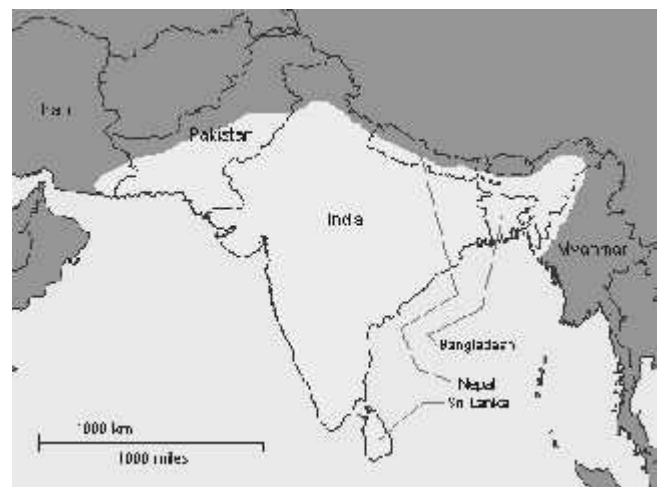 Iran
Pakistan
India
Myanmar
Bangladesh
Nepal
Sri Lanka
1000 km
1000 miles